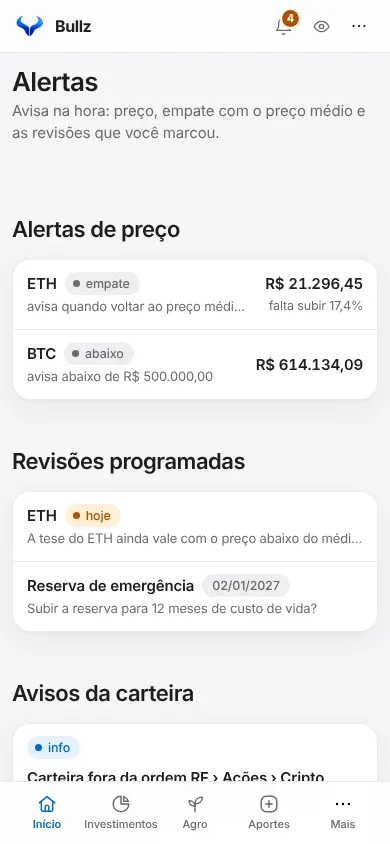 Bullz
4
Alertas
Avisa na hora: preço, empate com o preço médio e
as revisões que você marcou.
Alertas de preço
ETH empate R$ 21.296,45
avisa quando voltar ao preço médi... falta subir 17,4%
BTC abaixo R$ 614.134,09
avisa abaixo de R$ 500.000,00
Revisões programadas
ETH hoje
A tese do ETH ainda vale com o preço abaixo do médi...
Reserva de emergência 02/01/2027
Subir a reserva para 12 meses de custo de vida?
Avisos da carteira
info
Carteira fora da ordem RF › Ações › Cripto
Início Investimentos Agro Aportes Mais